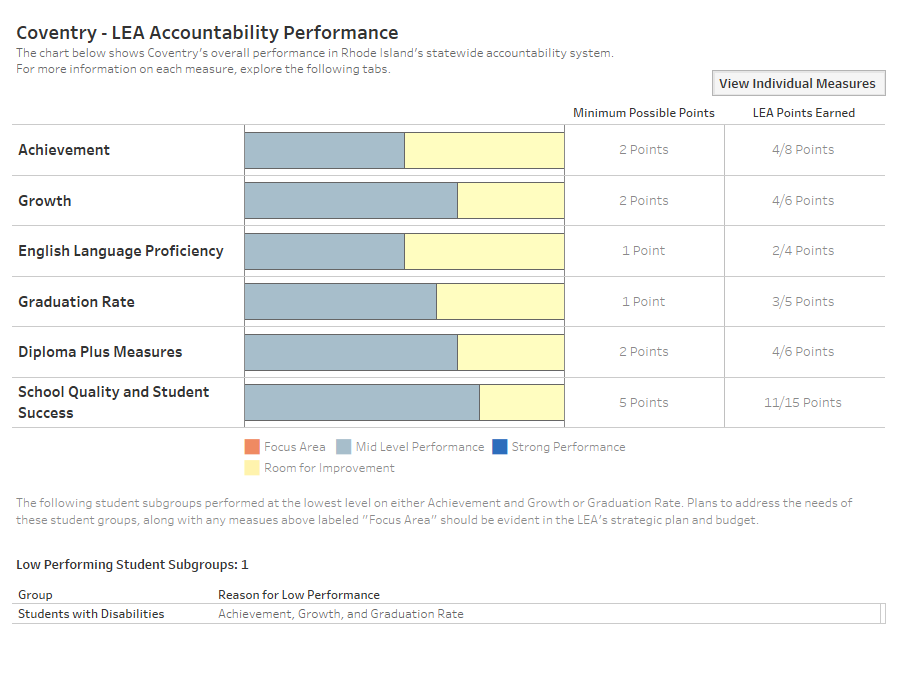 Coventry - LEA Accountability Performance
The chart below shows Coventry's overall performance in Rhode Island's statewide accountability system.
For more information on each measure, explore the following tabs.
View Individual Measures
Minimum Possible Points LEA Points Earned
Achievement 2 Points 4/8 Points
Growth 2 Points 4/6 Points
English Language Proficiency 1 Point 2/4 Points
Graduation Rate 1 Point 3/5 Points
Diploma Plus Measures 2 Points 4/6 Points
School Quality and Student
Success 5 Points 11/15 Points
Focus Area Mid Level Performance Strong Performance
Room for Improvement
The following student subgroups performed at the lowest level on either Achievement and Growth or Graduation Rate. Plans to address the needs of
these student groups, along with any measues above labeled "Focus Area" should be evident in the LEA's strategic plan and budget.
Low Performing Student Subgroups: 1
Group Reason for Low Performance
Students with Disabilities Achievement, Growth, and Graduation Rate